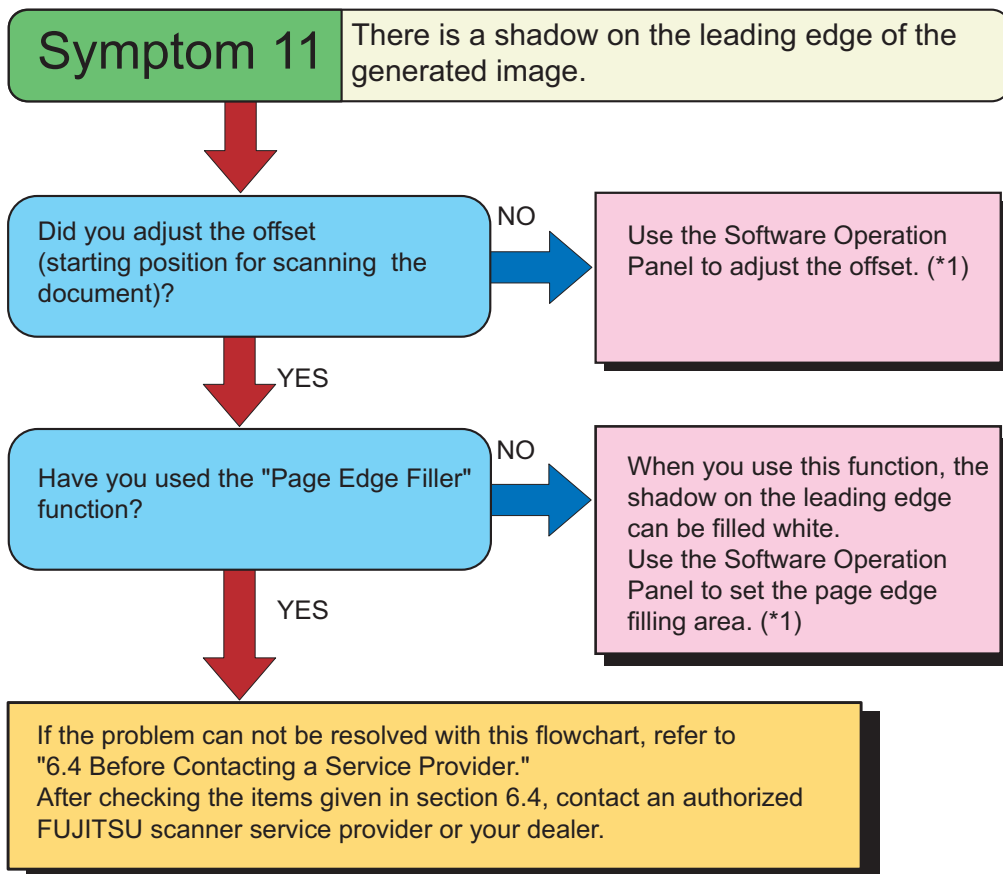 Symptom 11
There is a shadow on the leading edge of the
generated image.
Did you adjust the offset
(starting position for scanning the
document)?
NO
Use the Software Operation
Panel to adjust the offset. (*1)
YES
Have you used the "Page Edge Filler"
function?
NO
When you use this function, the
shadow on the leading edge
can be filled white.
Use the Software Operation
Panel to set the page edge
filling area. (*1)
YES
If the problem can not be resolved with this flowchart, refer to
"6.4 Before Contacting a Service Provider."
After checking the items given in section 6.4, contact an authorized
FUJITSU scanner service provider or your dealer.